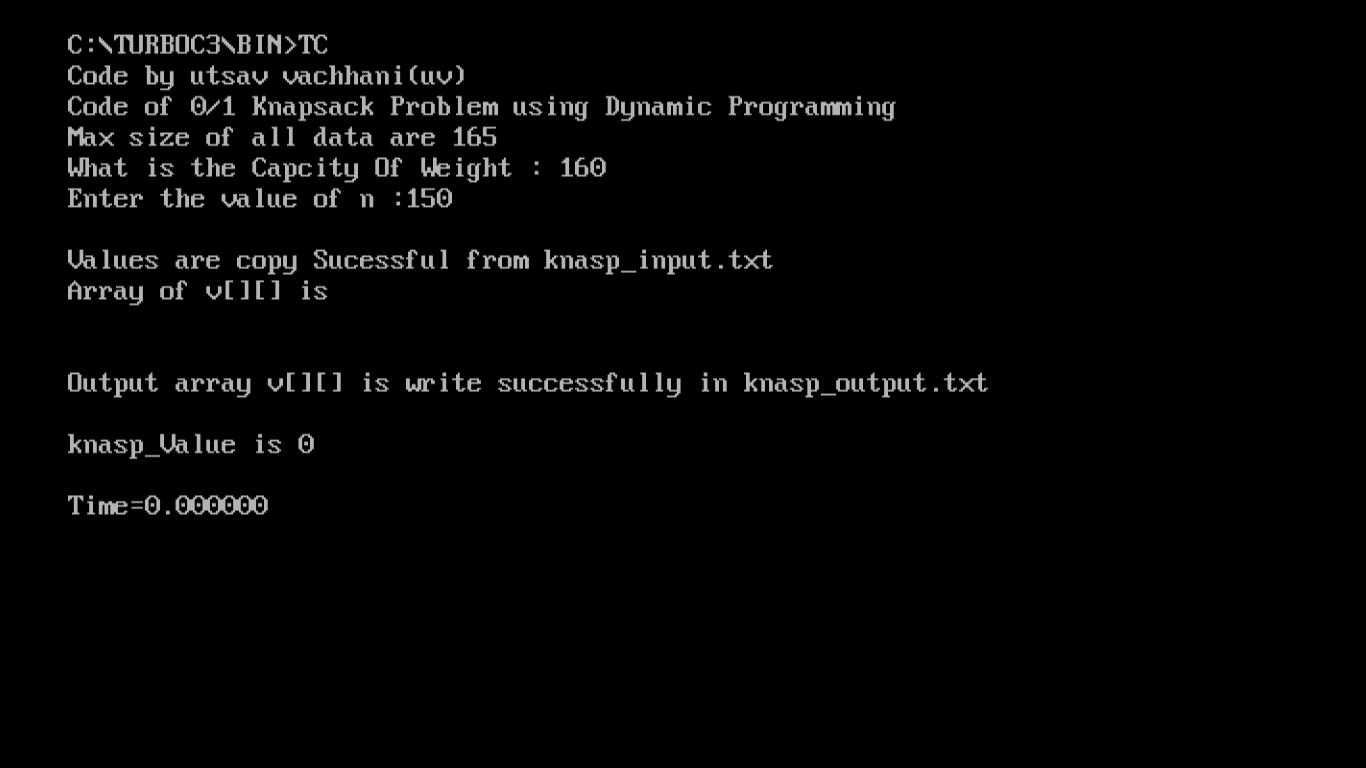 C:\TURBOC3\BIN>TC
Code by utsav vachhani(uv)
Code of 0/1 Knapsack Problem using Dynamic Programming
Max size of all data are 165
What is the Capcity Of Weight : 160
Enter the value of n :150
Values are copy Sucessful from knasp_input.txt
Array of v[][] is
Output array v[][] is write successfully in knasp_output.txt
knasp_Value is 0
Time=0.000000